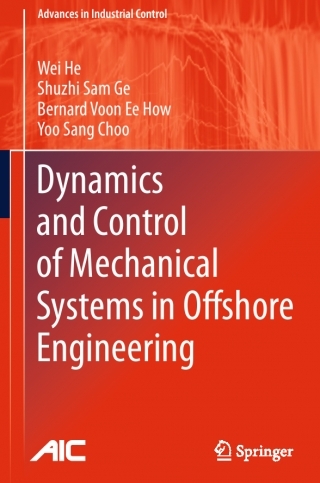 Advances in Industrial Control
Wei He
Shuzhi Sam Ge
Bernard Voon Ee How
Yoo Sang Choo
Dynamics
and Control
of Mechanical
Systems in Offshore
Engineering
AIC
Springer